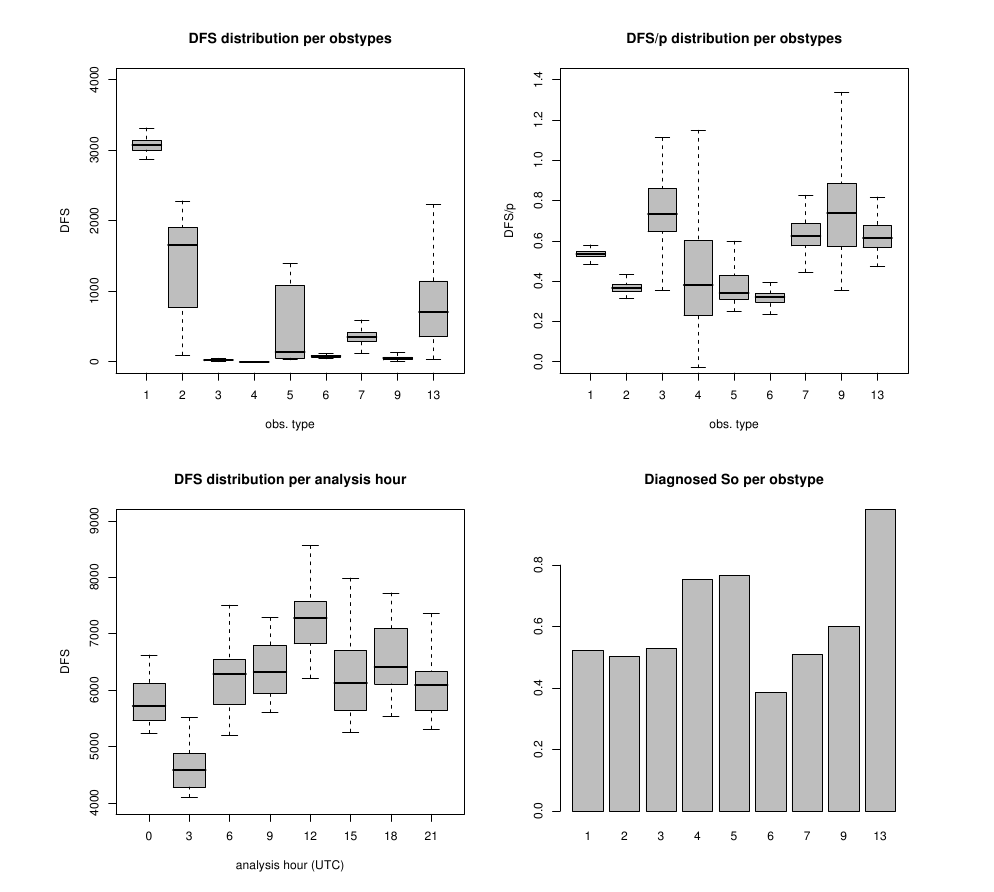 DFS distribution per obstypes
DFS
4000
3000
2000
1000
0
1 2 3 4 5 6 7 9 13
obs. type
DFS/p distribution per obstypes
DFS/p
1.4
1.2
1.0
0.8
0.6
0.4
0.2
0.0
1 2 3 4 5 6 7 9 13
obs. type
DFS distribution per analysis hour
DFS
9000
8000
7000
6000
5000
4000
0 3 6 9 12 15 18 21
analysis hour (UTC)
Diagnosed So per obstype
0.8
0.6
0.4
0.2
0.0
1 2 3 4 5 6 7 9 13